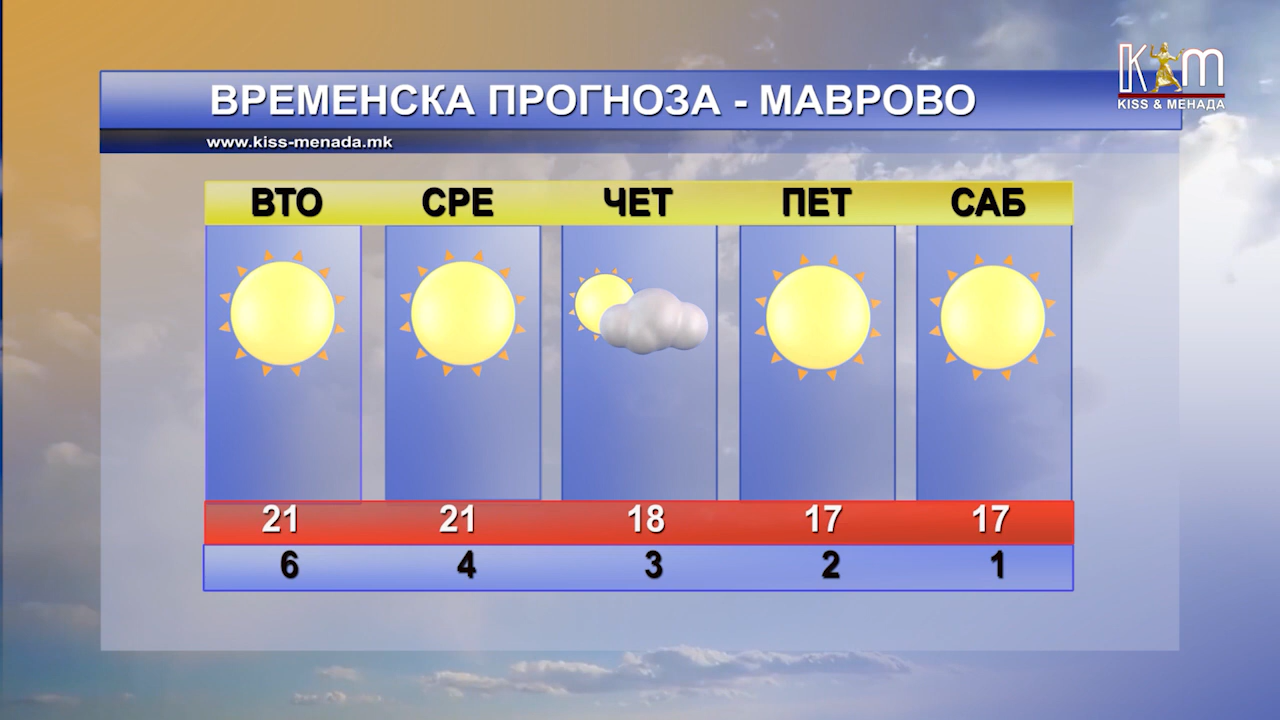 ВРЕМЕНСКА ПРОГНОЗА - МАВРОВО
Km
KISS & МЕНАДА
www.kiss-menada.mk
ВТО СРЕ ЧЕТ ПЕТ САБ
21 21 18 17 17
6 4 3 2 1